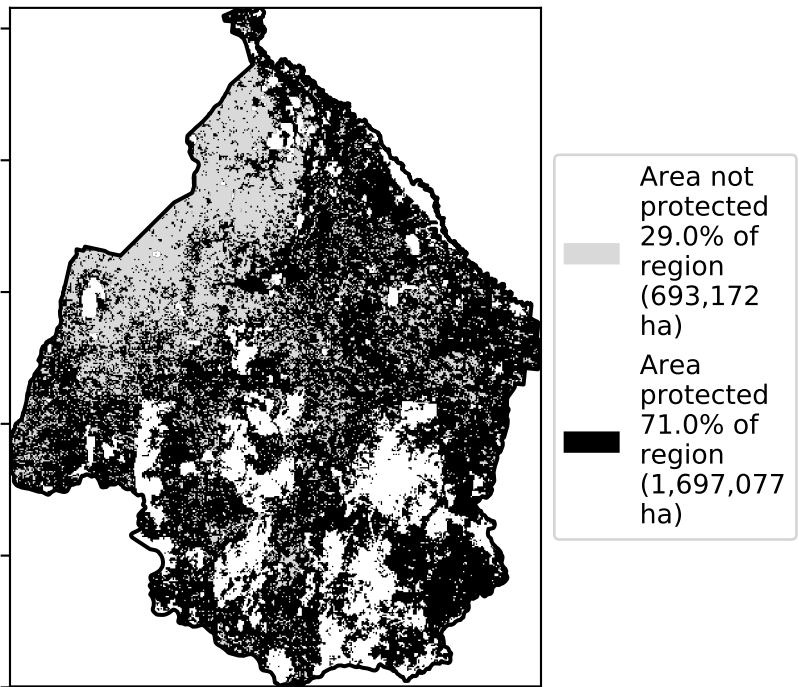 Area not
protected
29.0% of
region
(693,172
ha)
Area
protected
71.0% of
region
(1,697,077
ha)